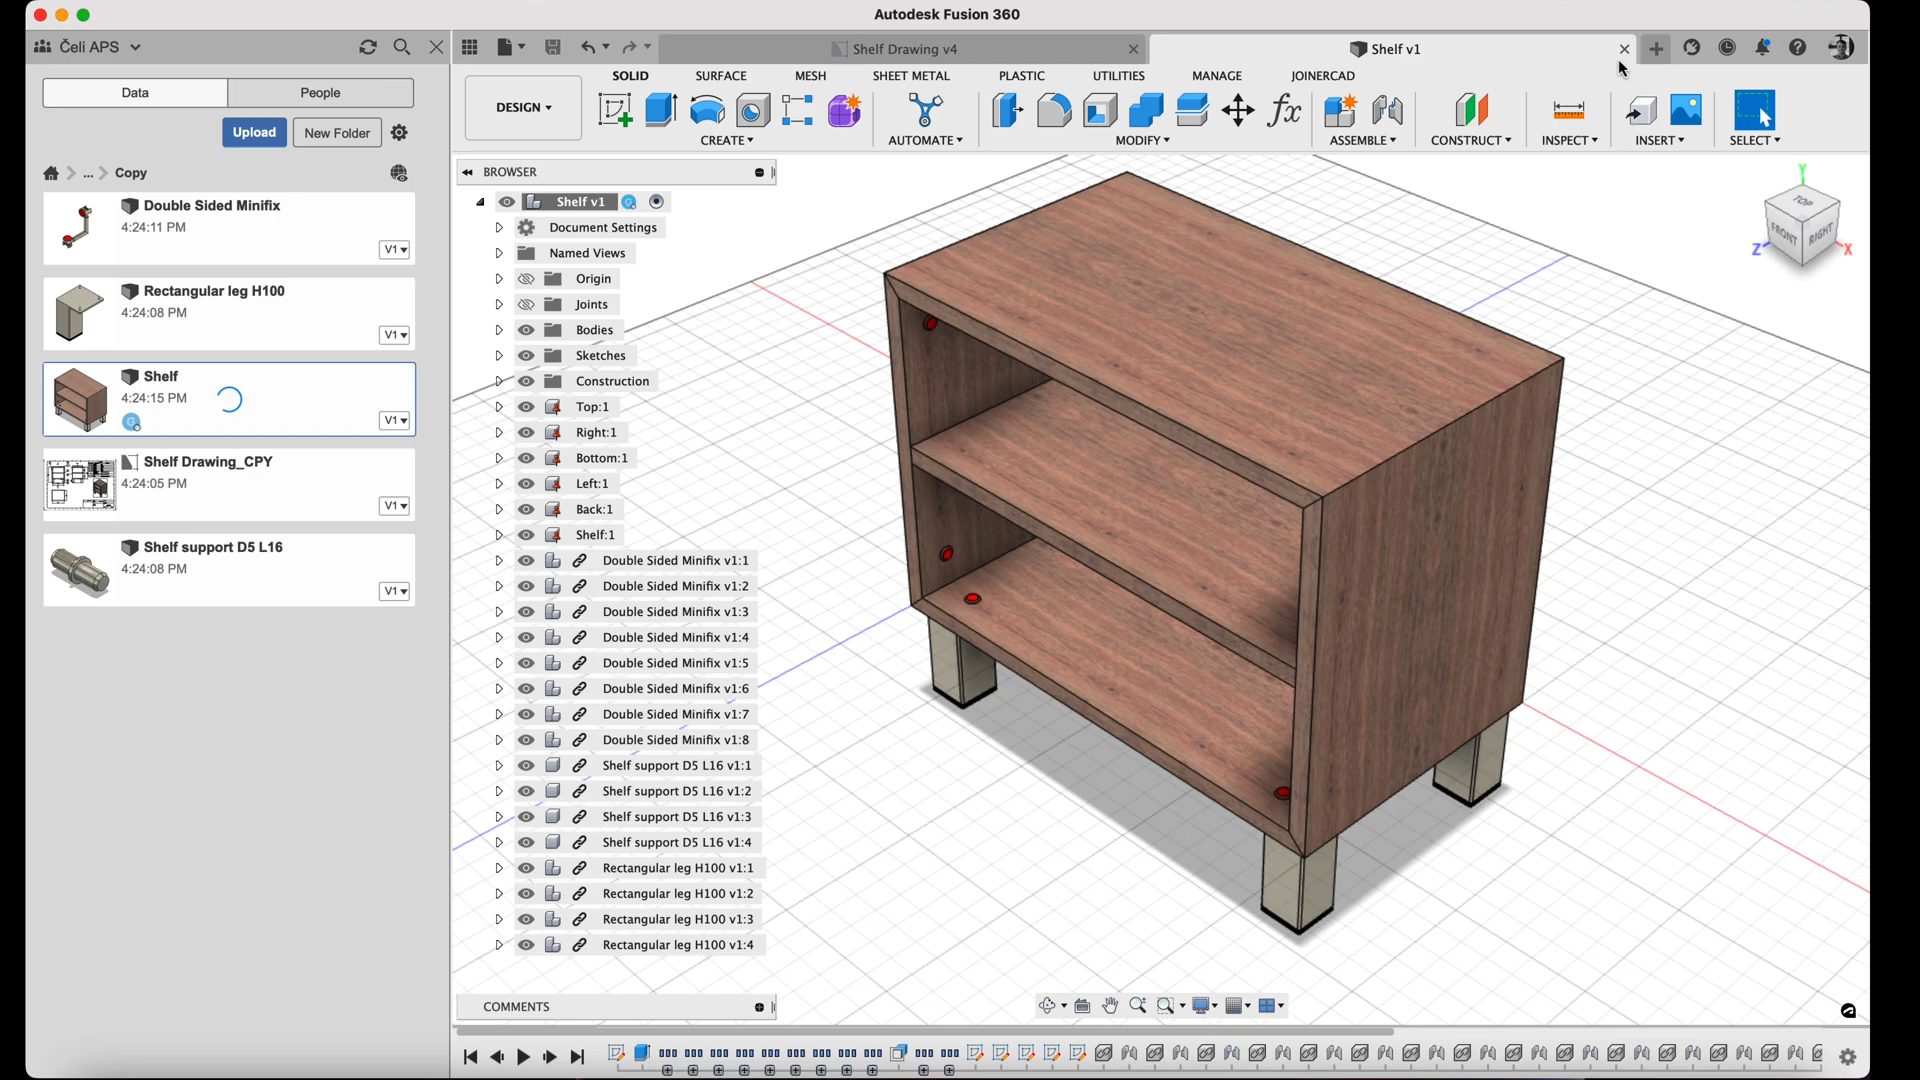 Autodesk Fusion 360
Čeli APS
Shelf Drawing v4
Shelf v1
Data
People
Upload
New Folder
... Copy
Double Sided Minifix
4:24:11 PM
V1
Rectangular leg H100
4:24:08 PM
V1
Shelf
4:24:15 PM
G
V1
Shelf Drawing_CPY
4:24:05 PM
V1
Shelf support D5 L16
4:24:08 PM
V1
DESIGN
SOLID
SURFACE
MESH
SHEET METAL
PLASTIC
UTILITIES
MANAGE
JOINERCAD
fx
CREATE
AUTOMATE
MODIFY
ASSEMBLE
CONSTRUCT
INSPECT
INSERT
SELECT
BROWSER
Shelf v1
G
Document Settings
Named Views
Origin
Joints
Bodies
Sketches
Construction
Top:1
Right:1
Bottom:1
Left:1
Back:1
Shelf:1
Double Sided Minifix v1:1
Double Sided Minifix v1:2
Double Sided Minifix v1:3
Double Sided Minifix v1:4
Double Sided Minifix v1:5
Double Sided Minifix v1:6
Double Sided Minifix v1:7
Double Sided Minifix v1:8
Shelf support D5 L16 v1:1
Shelf support D5 L16 v1:2
Shelf support D5 L16 v1:3
Shelf support D5 L16 v1:4
Rectangular leg H100 v1:1
Rectangular leg H100 v1:2
Rectangular leg H100 v1:3
Rectangular leg H100 v1:4
Y
TOP
FRONT
RIGHT
Z
X
COMMENTS